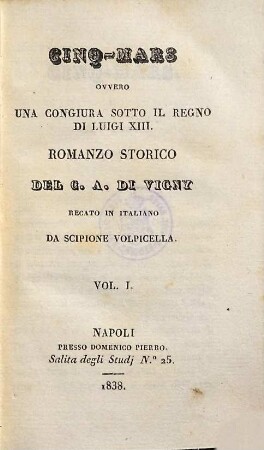 CINQ-MARS
OVVERO
UNA CONGIURA SOTTO IL REGNO
DI LUIGI XIII.
ROMANZO STORICO
DEL C. A. DI VIGNY
RECATO IN ITALIANO
DA SCIPIONE VOLPICELLA.
VOL. I.
NAPOLI
PRESSO DOMENICO PIERRO.
Salita degli Studj N.º 25.
1838.